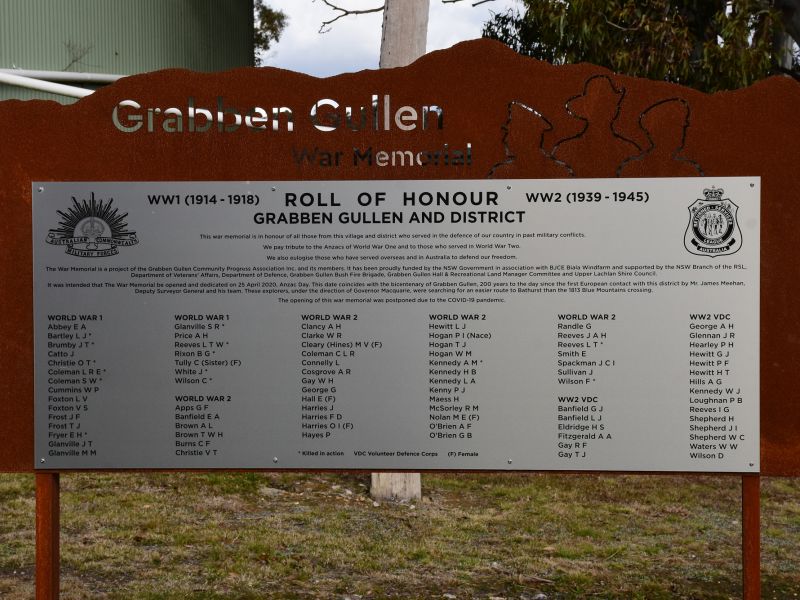 Grabben Gullen
War Memorial
WW1 (1914 - 1918) ROLL OF HONOUR WW2 (1939 - 1945)
GRABBEN GULLEN AND DISTRICT
This war memorial is in honour of all those from this village and district who served in the defence of our country in past military conflicts.
We pay tribute to the Anzacs of World War One and to those who served in World War Two.
We also eulogise those who have served overseas and in Australia to defend our freedom.
The War Memorial is a project of the Grabben Gullen Community Progress Association Inc. and its members. It has been proudly funded by the NSW Government in association with BJCE Biala Windfarm and supported by the NSW Branch of the RSL,
Department of Veterans' Affairs, Department of Defence, Grabben Gullen Bush Fire Brigade, Grabben Gullen Hall & Recreational Land Manager Committee and Upper Lachlan Shire Council.
It was intended that The War Memorial be opened and dedicated on 25 April 2020, Anzac Day. This date coincides with the bicentenary of Grabben Gullen, 200 years to the day since the first European contact with this district by Mr. James Meehan,
Deputy Surveyor General and his team. These explorers, under the direction of Governor Macquarie, were searching for an easier route to Bathurst than the 1813 Blue Mountains crossing.
The opening of this war memorial was postponed due to the COVID-19 pandemic.
WORLD WAR 1
Abbey E A
Bartley L J *
Brumby J T *
Catto J
Christie O T *
Coleman L R E *
Coleman S W *
Cummins W P
Foxton L V
Foxton V S
Frost J F
Frost T J
Fryer E H *
Glanville J T
Glanville M M
WORLD WAR 1
Glanville S R *
Price A H
Reeves L T W *
Rixon B G *
Tully C (Sister) (F)
White J *
Wilson C *
WORLD WAR 2
Apps G F
Banfield E A
Brown A L
Brown T W H
Burns C F
Christie V T
WORLD WAR 2
Clancy A H
Clarke W R
Cleary (Hines) M V (F)
Coleman C L R
Connelly L
Cosgrove A R
Gay W H
George G
Hall E (F)
Harries J
Harries F D
Harries O I (F)
Hayes P
WORLD WAR 2
Hewitt L J
Hogan P I (Nace)
Hogan T J
Hogan W M
Kennedy A M *
Kennedy H B
Kennedy L A
Kenny P J
Maess H
McSorley R M
Nolan M E (F)
O'Brien A F
O'Brien G B
WORLD WAR 2
Randle G
Reeves J A H
Reeves L T *
Smith E
Spackman J C I
Sullivan J
Wilson F *
WW2 VDC
Banfield G J
Banfield L J
Eldridge H S
Fitzgerald A A
Gay R F
Gay T J
WW2 VDC
George A H
Glennan J R
Hearley P H
Hewitt G J
Hewitt P F
Hewitt H T
Hills A G
Kennedy W J
Loughnan P B
Reeves I G
Shepherd H
Shepherd J I
Shepherd W C
Waters W W
Wilson D
* Killed in action VDC Volunteer Defence Corps (F) Female
AUSTRALIAN COMMONWEALTH
MILITARY FORCES
RETURNED & SERVICES
LEAGUE
AUSTRALIA